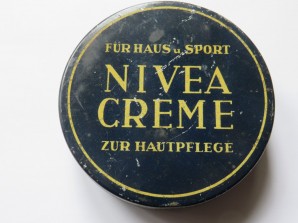 FÜR HAUS u. SPORT
NIVEA
CREME
ZUR HAUTPFLEGE